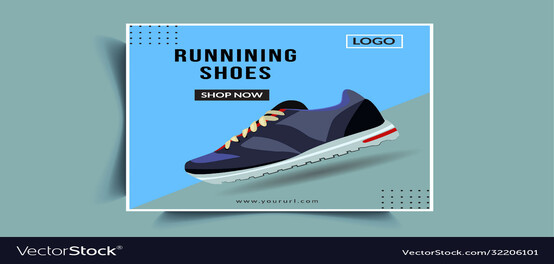 LOGO
RUNNINING
SHOES
SHOP NOW
www.yoururl.com
VectorStock®
VectorStock.com/32206101